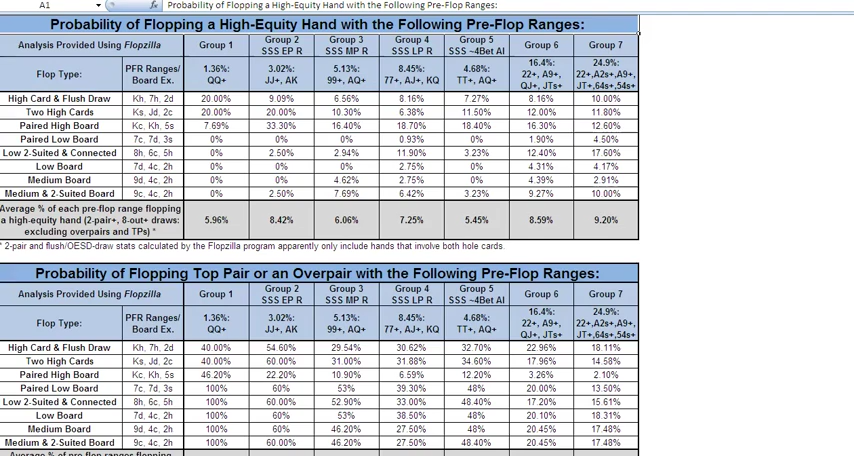 A1 fx Probability of Flopping a High-Equity Hand with the Following Pre-Flop Ranges:
Probability of Flopping a High-Equity Hand with the Following Pre-Flop Ranges:
Analysis Provided Using Flopzilla Group 1 Group 2 SSS EP R Group 3 SSS MP R Group 4 SSS LP R Group 5 SSS ~4Bet AI Group 6 Group 7
Flop Type: PFR Ranges/ Board Ex. 1.36%: QQ+ 3.02%: JJ+, AK 5.13%: 99+, AQ+ 8.45%: 77+, AJ+, KQ 4.68%: TT+, AQ+ 16.4%: 22+, A9+, QJ+, JTs+ 24.9%: 22+,A2s+,A9+, JT+,64s+,54s+
High Card & Flush Draw Kh, 7h, 2d 20.00% 9.09% 6.56% 8.16% 7.27% 8.16% 10.00%
Two High Cards Ks, Jd, 2c 20.00% 20.00% 10.30% 6.38% 11.50% 12.00% 11.80%
Paired High Board Kc, Kh, 5s 7.69% 33.30% 16.40% 18.70% 18.40% 16.30% 12.60%
Paired Low Board 7c, 7d, 3s 0% 0% 0% 0.93% 0% 1.90% 4.50%
Low 2-Suited & Connected 8h, 6c, 5h 0% 2.50% 2.94% 11.90% 3.23% 12.40% 17.60%
Low Board 7d, 4c, 2h 0% 0% 0% 2.75% 0% 4.31% 4.17%
Medium Board 9d, 4c, 2h 0% 0% 4.62% 2.75% 0% 4.39% 2.91%
Medium & 2-Suited Board 9c, 4c, 2h 0% 2.50% 7.69% 6.42% 3.23% 9.27% 10.00%
Average % of each pre-flop range flopping
a high-equity hand (2-pair+, 8-out+ draws: 5.96% 8.42% 6.06% 7.25% 5.45% 8.59% 9.20%
excluding overpairs and TPs) *
* 2-pair and flush/OESD-draw stats calculated by the Flopzilla program apparently only include hands that involve both hole cards.
Probability of Flopping Top Pair or an Overpair with the Following Pre-Flop Ranges:
Analysis Provided Using Flopzilla Group 1 Group 2 SSS EP R Group 3 SSS MP R Group 4 SSS LP R Group 5 SSS ~4Bet AI Group 6 Group 7
Flop Type: PFR Ranges/ Board Ex. 1.36%: QQ+ 3.02%: JJ+, AK 5.13%: 99+, AQ+ 8.45%: 77+, AJ+, KQ 4.68%: TT+, AQ+ 16.4%: 22+, A9+, QJ+, JTs+ 24.9%: 22+,A2s+,A9+, JT+,64s+,54s+
High Card & Flush Draw Kh, 7h, 2d 40.00% 54.60% 29.54% 30.62% 32.70% 22.96% 18.11%
Two High Cards Ks, Jd, 2c 40.00% 60.00% 31.00% 31.88% 34.60% 17.96% 14.58%
Paired High Board Kc, Kh, 5s 46.20% 22.20% 10.90% 6.59% 12.20% 3.26% 2.10%
Paired Low Board 7c, 7d, 3s 100% 60% 53% 39.30% 48% 20.00% 13.50%
Low 2-Suited & Connected 8h, 6c, 5h 100% 60.00% 52.90% 33.00% 48.40% 17.20% 15.61%
Low Board 7d, 4c, 2h 100% 60% 53% 38.50% 48% 20.10% 18.31%
Medium Board 9d, 4c, 2h 100% 60% 46.20% 27.50% 48% 20.45% 17.48%
Medium & 2-Suited Board 9c, 4c, 2h 100% 60.00% 46.20% 27.50% 48.40% 20.45% 17.48%
Average % of pre-flop ranges flopping